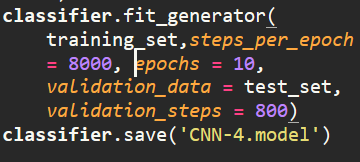 classifier.fit_generator(
training_set,steps_per_epoch
= 8000, epochs = 10,
validation_data = test_set,
validation_steps = 800)
classifier.save('CNN-4.model')